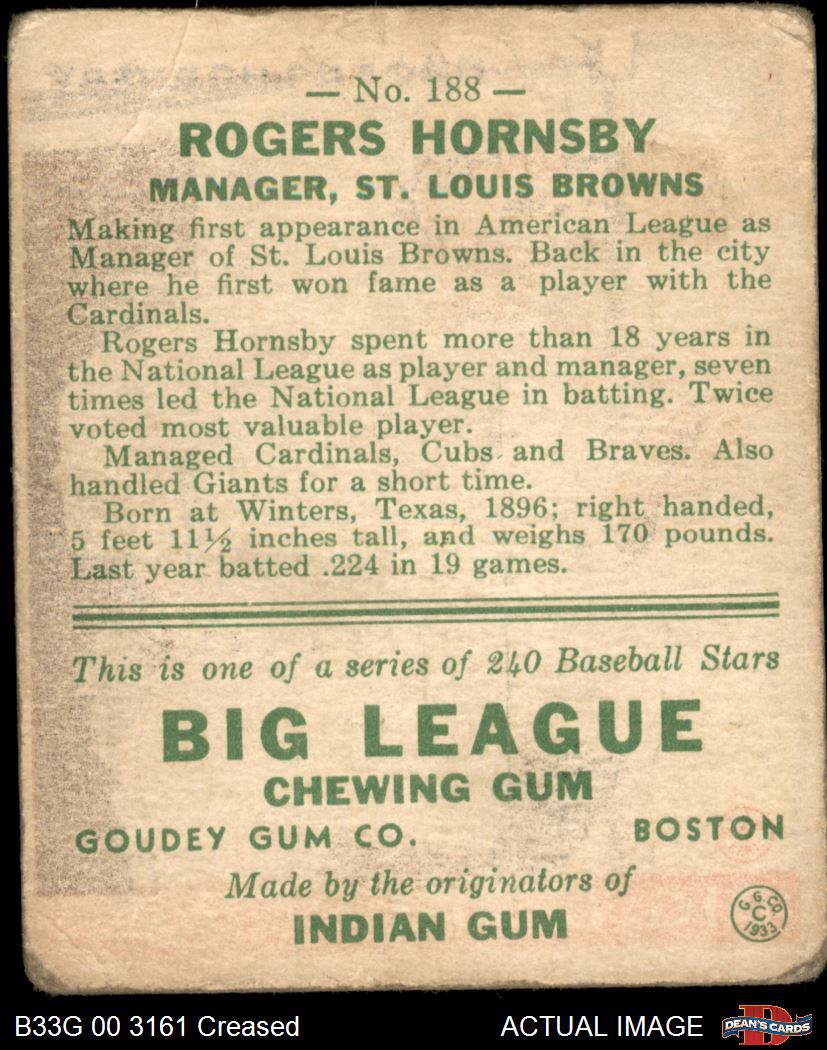 — No. 188 —
ROGERS HORNSBY
MANAGER, ST. LOUIS BROWNS
Making first appearance in American League as
Manager of St. Louis Browns. Back in the city
where he first won fame as a player with the
Cardinals.
Rogers Hornsby spent more than 18 years in
the National League as player and manager, seven
times led the National League in batting. Twice
voted most valuable player.
Managed Cardinals, Cubs and Braves. Also
handled Giants for a short time.
Born at Winters, Texas, 1896; right handed,
5 feet 11½ inches tall, and weighs 170 pounds.
Last year batted .224 in 19 games.
This is one of a series of 240 Baseball Stars
BIG LEAGUE
CHEWING GUM
GOUDEY GUM CO. BOSTON
Made by the originators of
INDIAN GUM
G. G. CO.
C
1933
B33G 00 3161 Creased ACTUAL IMAGE
D
DEAN'S CARDS